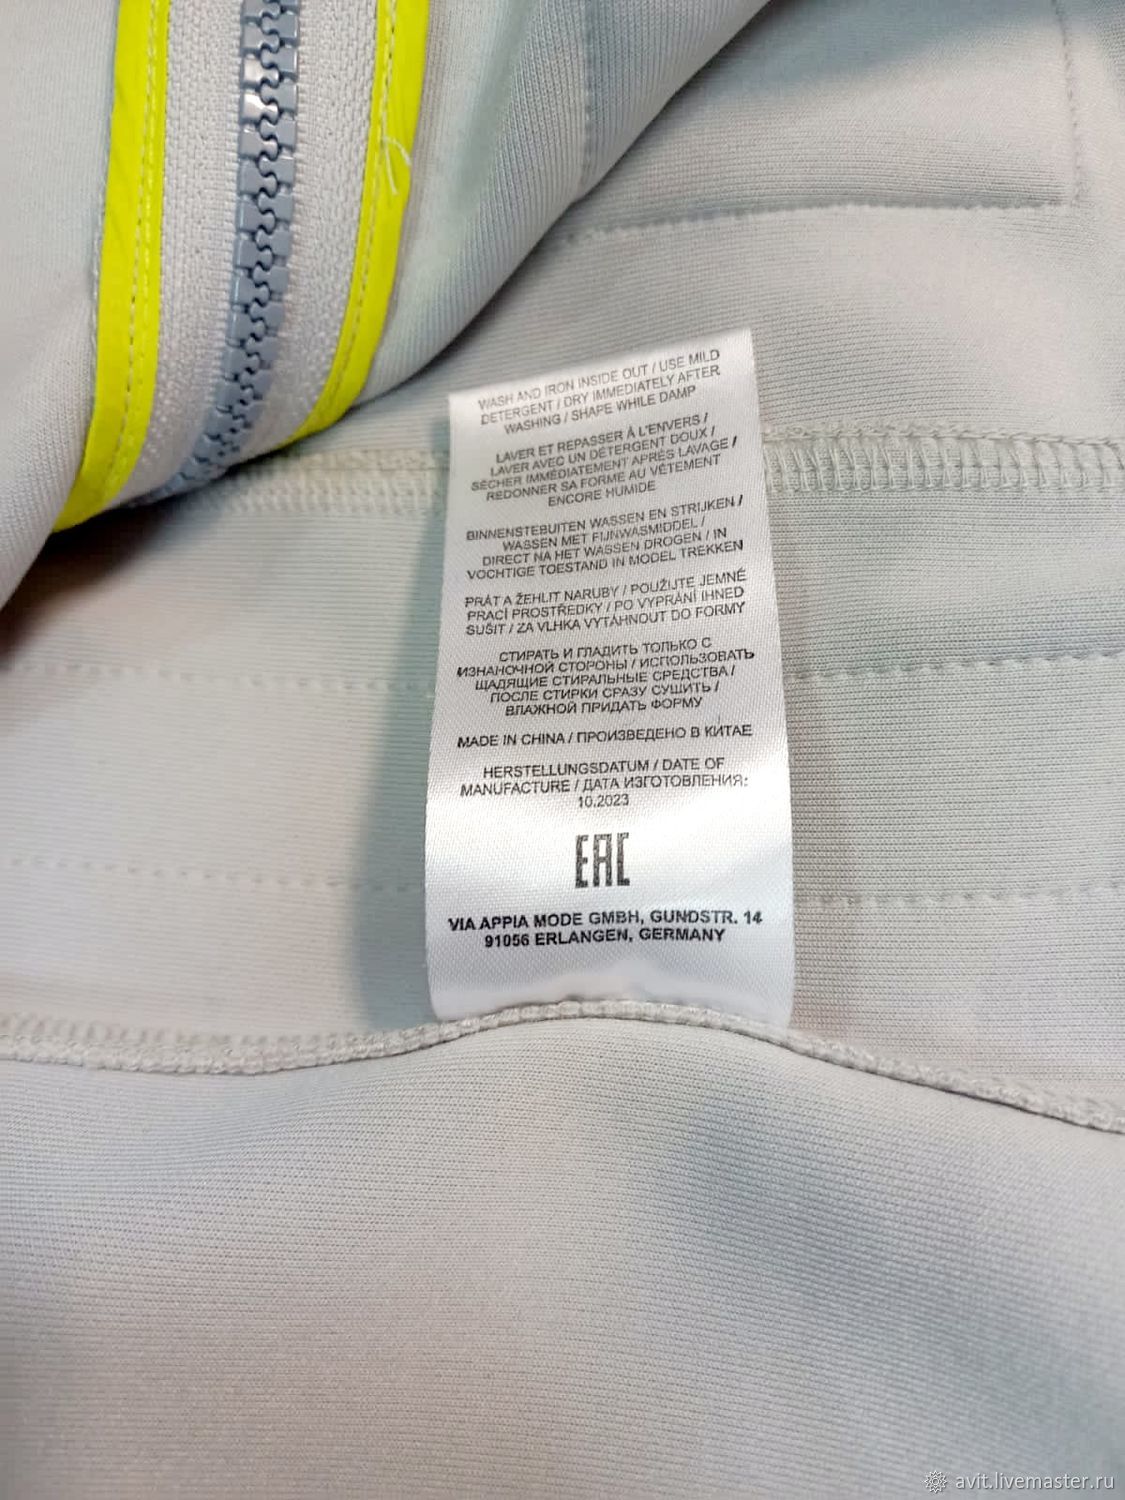 WASH AND IRON INSIDE OUT / USE MILD
DETERGENT / DRY IMMEDIATELY AFTER
WASHING / SHAPE WHILE DAMP
LAVER ET REPASSER À L'ENVERS /
LAVER AVEC UN DÉTERGENT DOUX /
SÉCHER IMMÉDIATEMENT APRÈS LAVAGE /
REDONNER SA FORME AU VÊTEMENT
ENCORE HUMIDE
BINNENSTEBUITEN WASSEN EN STRIJKEN /
WASSEN MET FIJNWASMIDDEL /
DIRECT NA HET WASSEN DROGEN / IN
VOCHTIGE TOESTAND IN MODEL TREKKEN
PRÁT A ŽEHLIT NARUBY / POUŽIJTE JEMNÉ
PRACÍ PROSTŘEDKY / PO VYPRÁNÍ IHNED
SUŠIT / ZA VLHKA VYTÁHNOUT DO FORMY
СТИРАТЬ И ГЛАДИТЬ ТОЛЬКО С
ИЗНАНОЧНОЙ СТОРОНЫ / ИСПОЛЬЗОВАТЬ
ЩАДЯЩИЕ СТИРАЛЬНЫЕ СРЕДСТВА /
ПОСЛЕ СТИРКИ СРАЗУ СУШИТЬ /
ВЛАЖНОЙ ПРИДАТЬ ФОРМУ
MADE IN CHINA / ПРОИЗВЕДЕНО В КИТАЕ
HERSTELLUNGSDATUM / DATE OF
MANUFACTURE / ДАТА ИЗГОТОВЛЕНИЯ:
10.2023
EAC
VIA APPIA MODE GMBH, GUNDSTR. 14
91056 ERLANGEN, GERMANY
avit.livemaster.ru